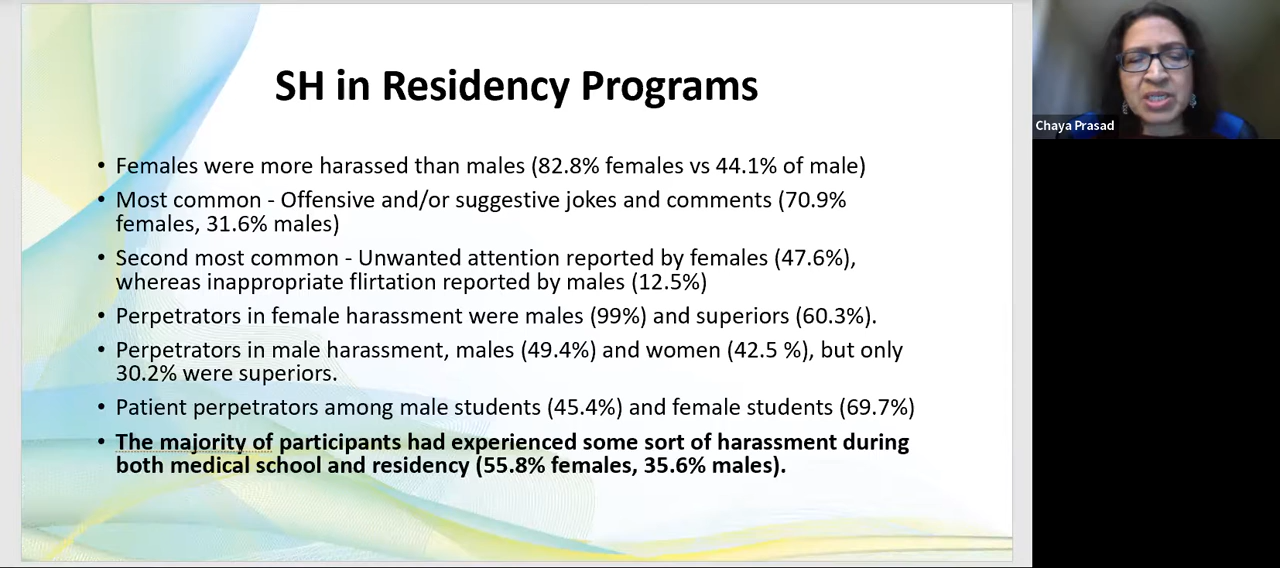 SH in Residency Programs
• Females were more harassed than males (82.8% females vs 44.1% of male)
• Most common - Offensive and/or suggestive jokes and comments (70.9%
females, 31.6% males)
• Second most common - Unwanted attention reported by females (47.6%),
whereas inappropriate flirtation reported by males (12.5%)
• Perpetrators in female harassment were males (99%) and superiors (60.3%).
• Perpetrators in male harassment, males (49.4%) and women (42.5 %), but only
30.2% were superiors.
• Patient perpetrators among male students (45.4%) and female students (69.7%)
• The majority of participants had experienced some sort of harassment during
both medical school and residency (55.8% females, 35.6% males).
Chaya Prasad